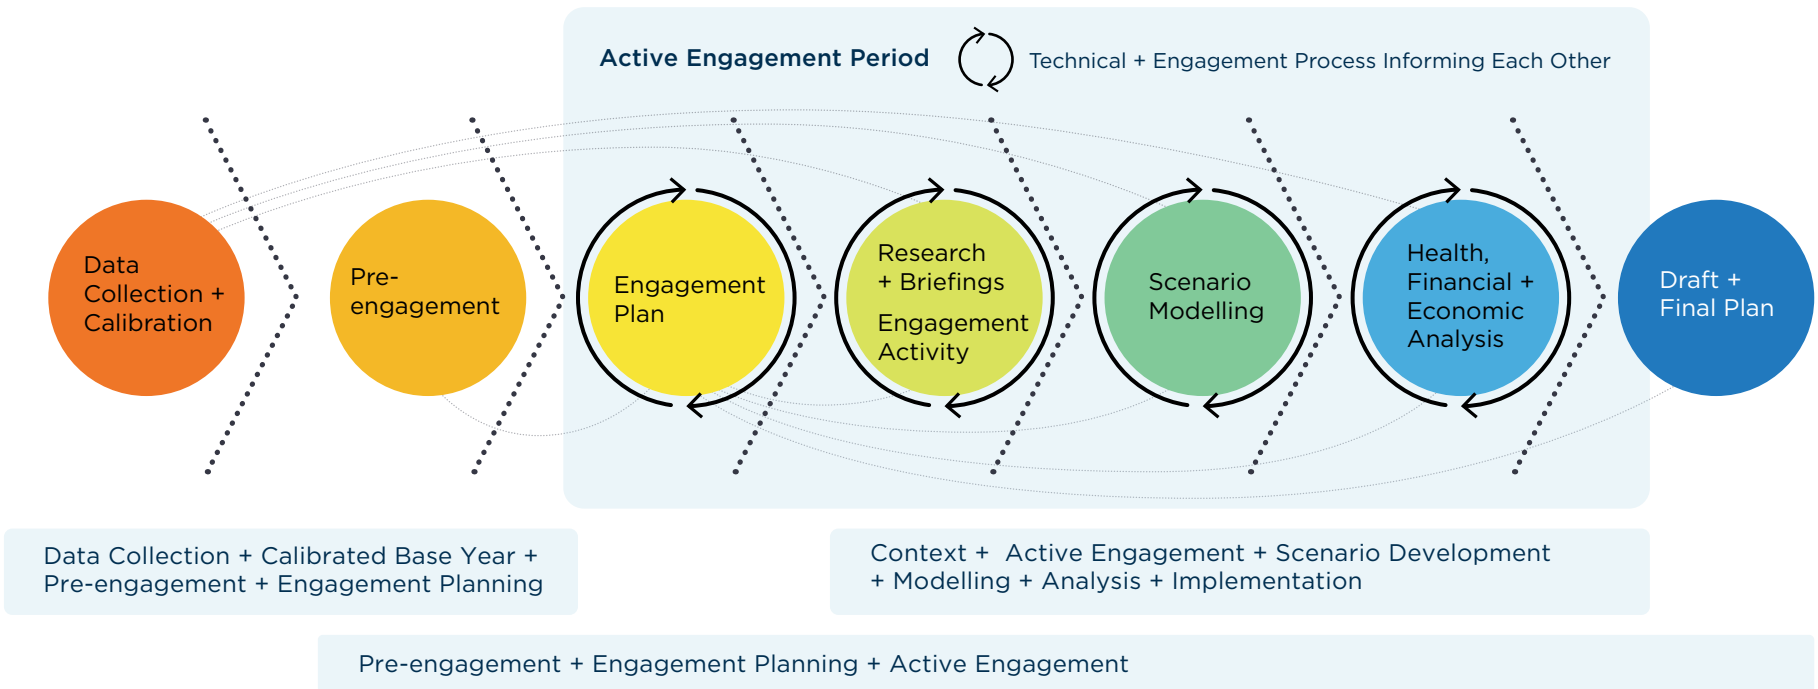 Active Engagement Period
Technical + Engagement Process Informing Each Other
Data
Collection +
Calibration
Pre-
engagement
Engagement
Plan
Research
+ Briefings
Engagement
Activity
Scenario
Modelling
Health,
Financial +
Economic
Analysis
Draft +
Final Plan
Data Collection + Calibrated Base Year +
Pre-engagement + Engagement Planning
Context + Active Engagement + Scenario Development
+ Modelling + Analysis + Implementation
Pre-engagement + Engagement Planning + Active Engagement